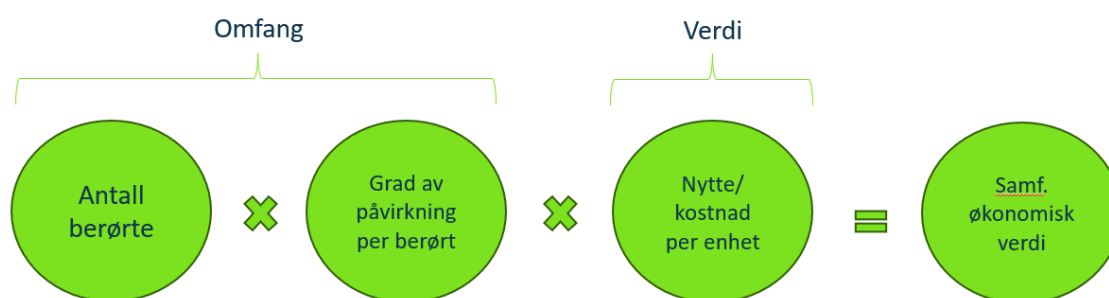 Omfang
Verdi
Antall
berørte
Grad av
påvirkning
per berørt
Nytte/
kostnad
per enhet
Samf.
økonomisk
verdi